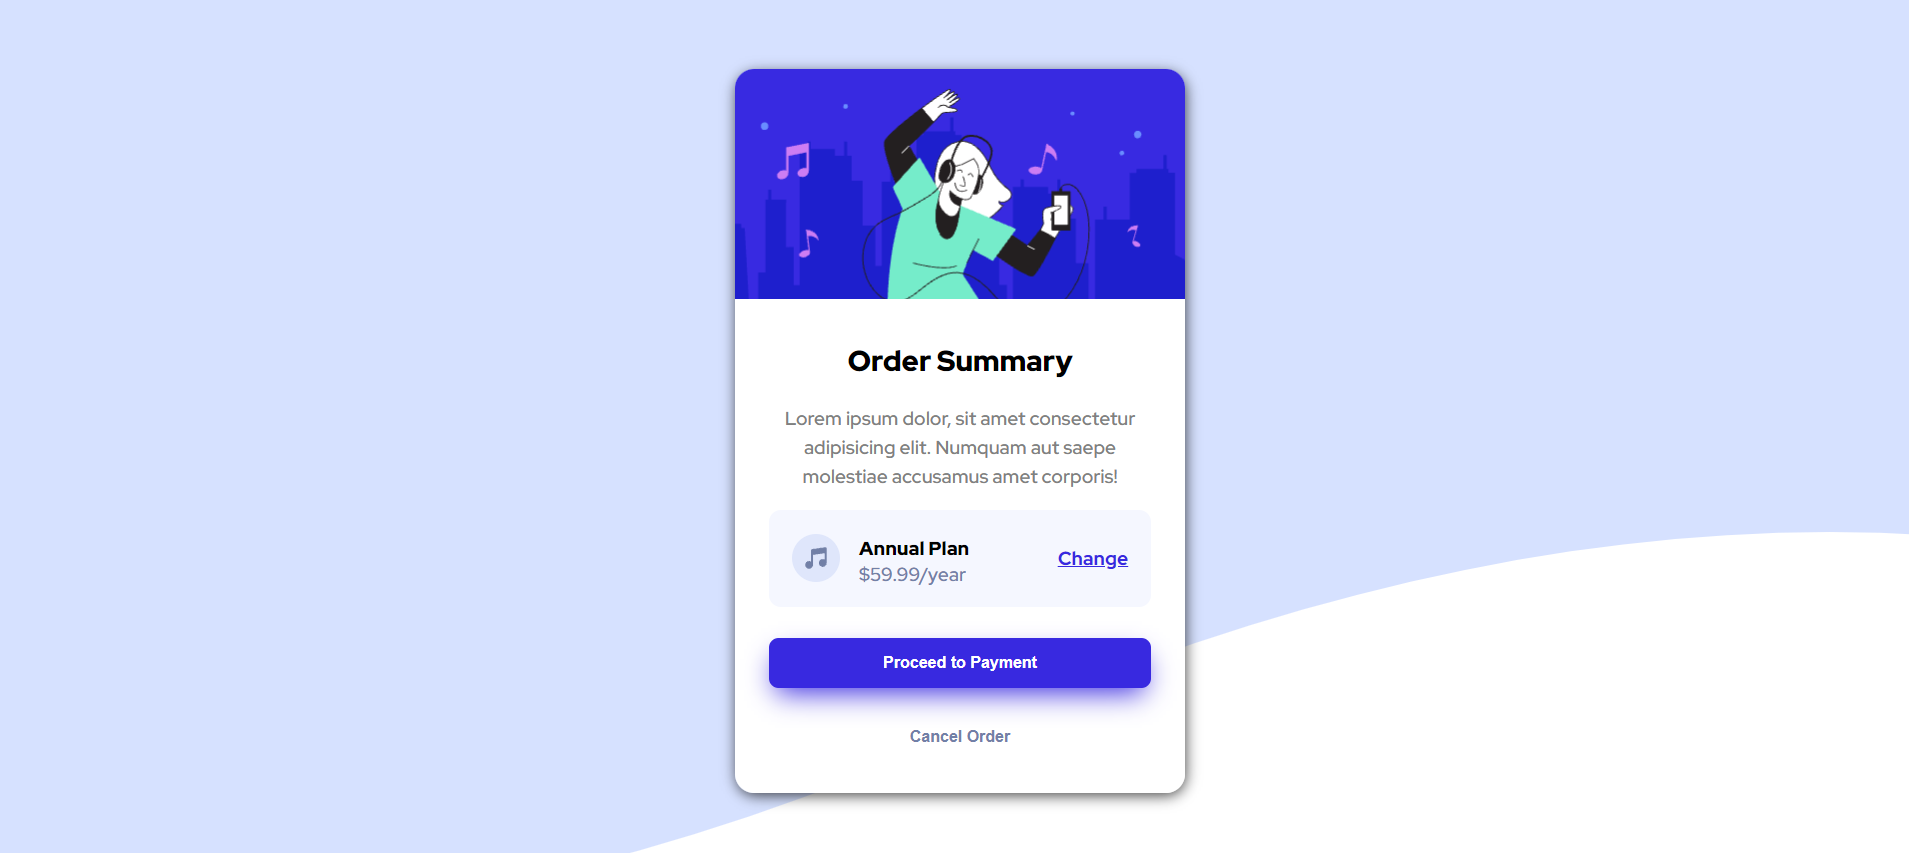 Order Summary
Lorem ipsum dolor, sit amet consectetur
adipisicing elit. Numquam aut saepe
molestiae accusamus amet corporis!
Annual Plan
$59.99/year
Change
Proceed to Payment
Cancel Order